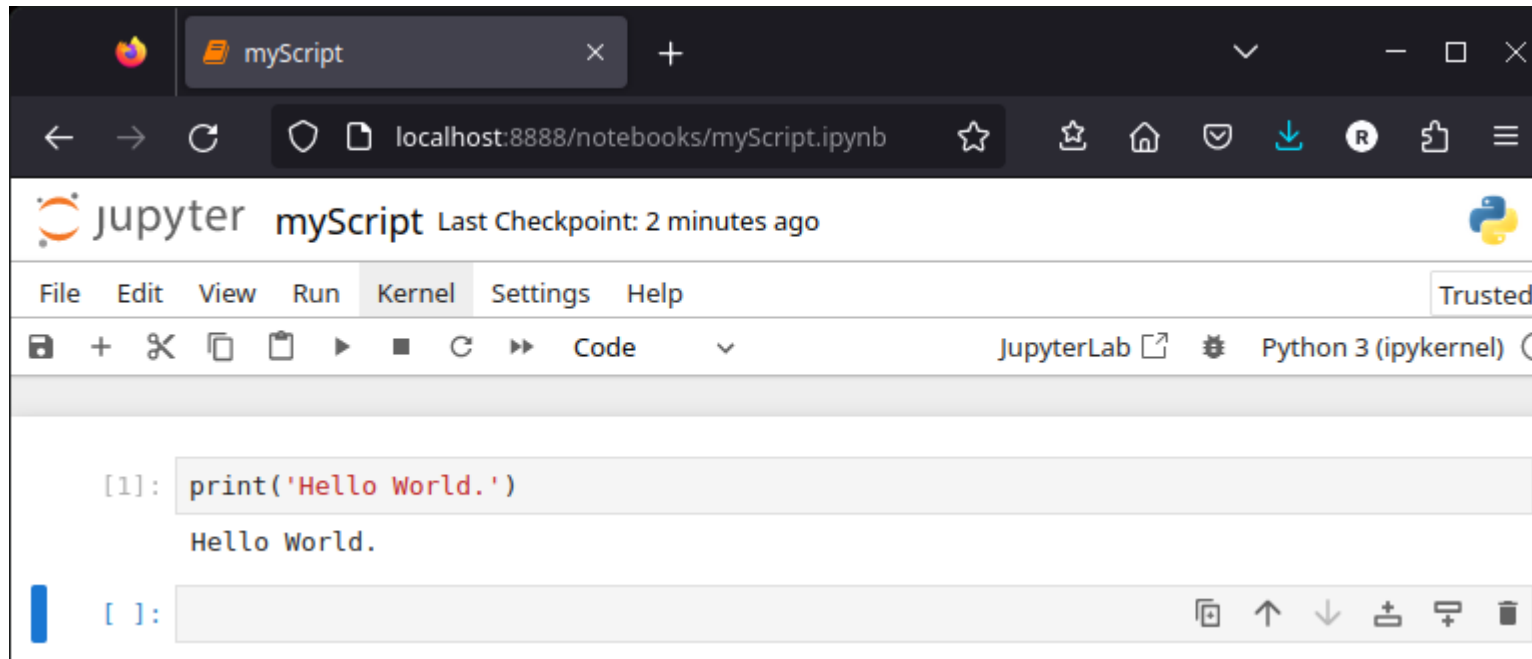 myScript
localhost:8888/notebooks/myScript.ipynb
R
jupyter myScript Last Checkpoint: 2 minutes ago
File Edit View Run Kernel Settings Help Trusted
Code JupyterLab Python 3 (ipykernel)
[1]: print('Hello World.')
Hello World.
[ ]: